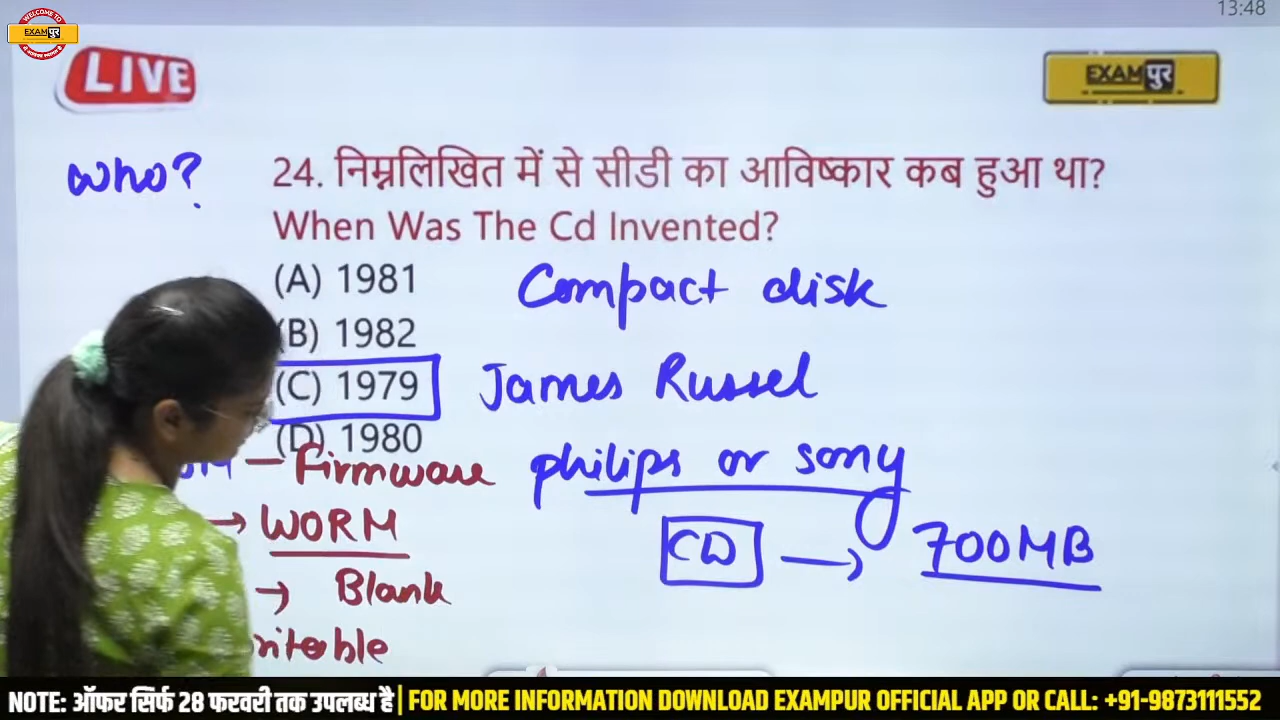 13:48
WELCOME TO
EXAMपुर
LIVE
EXAMपुर
who?
24. निम्नलिखित में से सीडी का आविष्कार कब हुआ था?
When Was The Cd Invented?
(A) 1981
Compact disk
(B) 1982
(C) 1979
James Russel
(D) 1980
– Firmware
philips or sony
→ WORM
CD → 700MB
→ Blank
NOTE: ऑफर सिर्फ 28 फरवरी तक उपलब्ध है | FOR MORE INFORMATION DOWNLOAD EXAMPUR OFFICIAL APP OR CALL: +91-9873111552